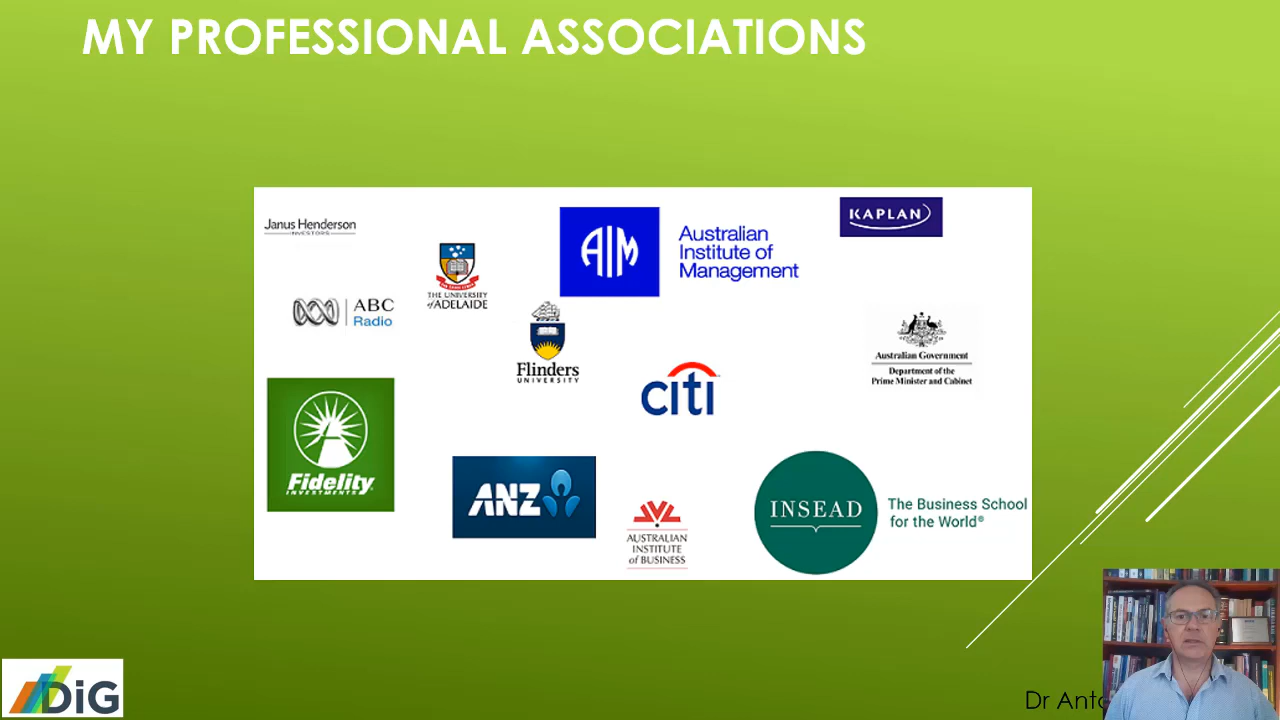 MY PROFESSIONAL ASSOCIATIONS
Janus Henderson
INVESTORS
THE UNIVERSITY
of ADELAIDE
AIM
Australian
Institute of
Management
KAPLAN
ABC
Radio
Flinders
UNIVERSITY
citi
Australian Government
Department of the
Prime Minister and Cabinet
Fidelity
INVESTMENTS
ANZ
AUSTRALIAN
INSTITUTE
of BUSINESS
INSEAD
The Business School
for the World®
DiG
Dr Anto